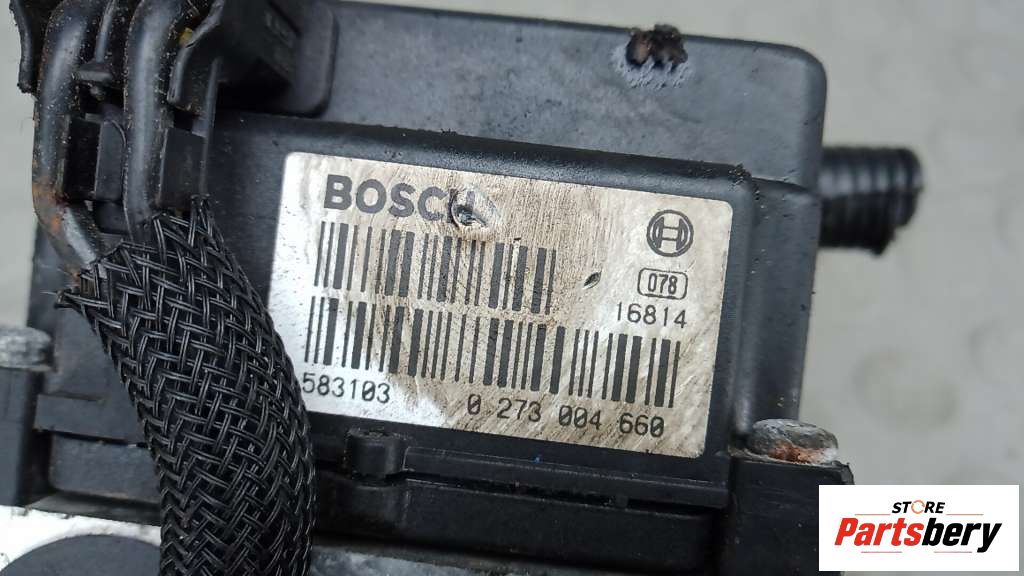 BOSCH
078
16814
583103
0 273 004 660
STORE
Partsbery